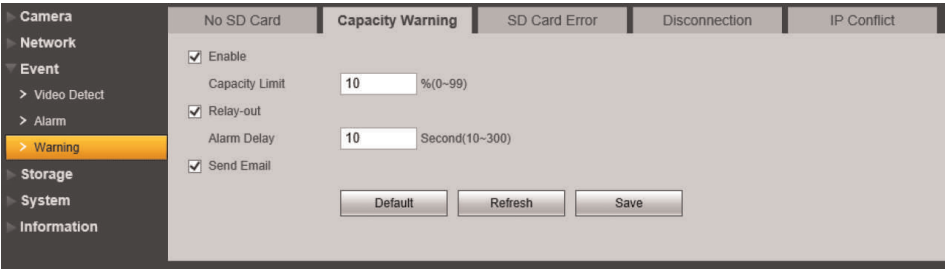 Camera
Network
Event
> Video Detect
> Alarm
> Warning
Storage
System
Information
No SD Card Capacity Warning SD Card Error Disconnection IP Conflict
Enable
Capacity Limit 10 %(0~99)
Relay-out
Alarm Delay 10 Second(10~300)
Send Email
Default Refresh Save